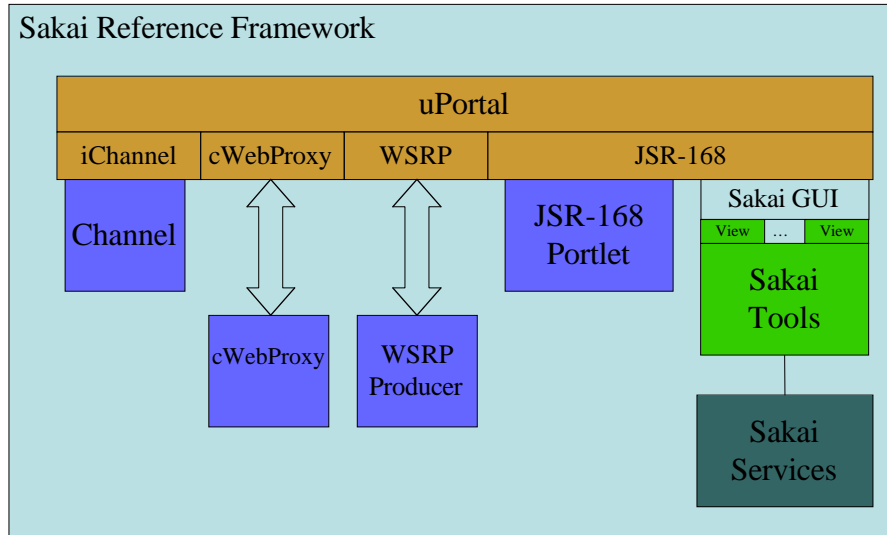 Sakai Reference Framework
uPortal
iChannel cWebProxy WSRP JSR-168
Channel
JSR-168
Portlet
Sakai GUI
View ... View
Sakai
Tools
cWebProxy
WSRP
Producer
Sakai
Services